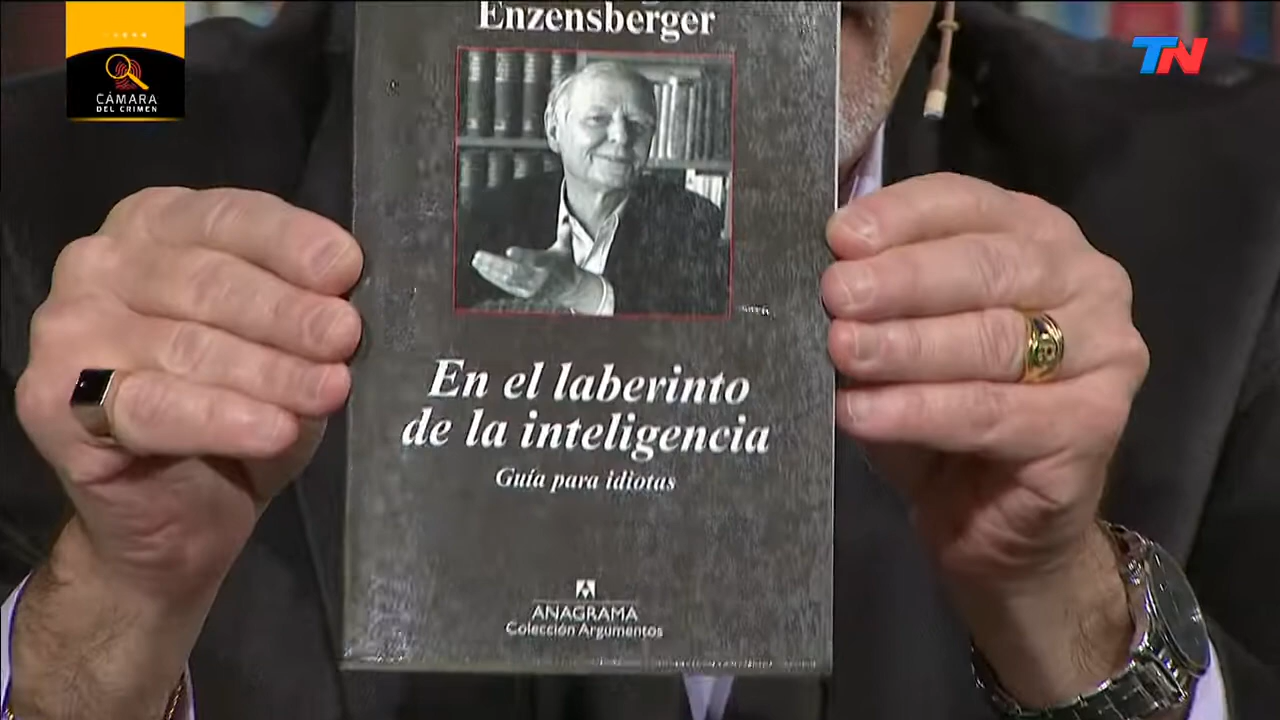 Enzensberger
TN
CÁMARA
DEL CRIMEN
En el laberinto
de la inteligencia
Guía para idiotas
ANAGRAMA
Colección Argumentos